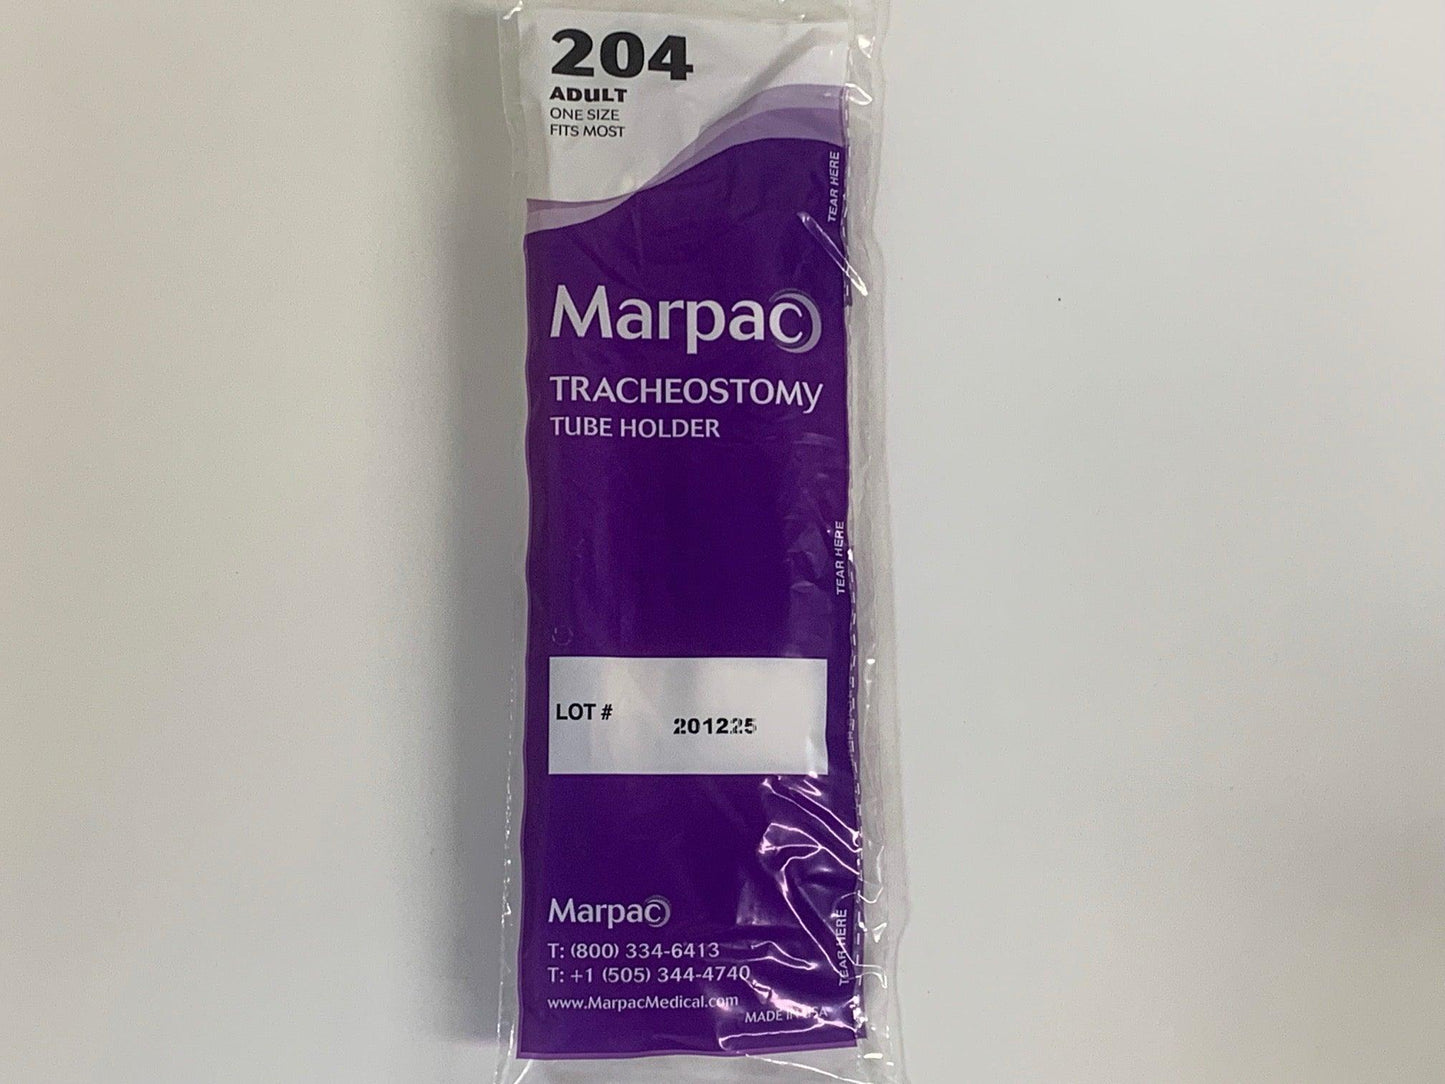 204
ADULT
ONE SIZE
FITS MOST
TEAR HERE
Marpac
TRACHEOSTOMY
TUBE HOLDER
TEAR HERE
LOT # 201225
Marpac
T: (800) 334-6413
T: +1 (505) 344-4740
www.MarpacMedical.com
MADE IN USA
TEAR HERE